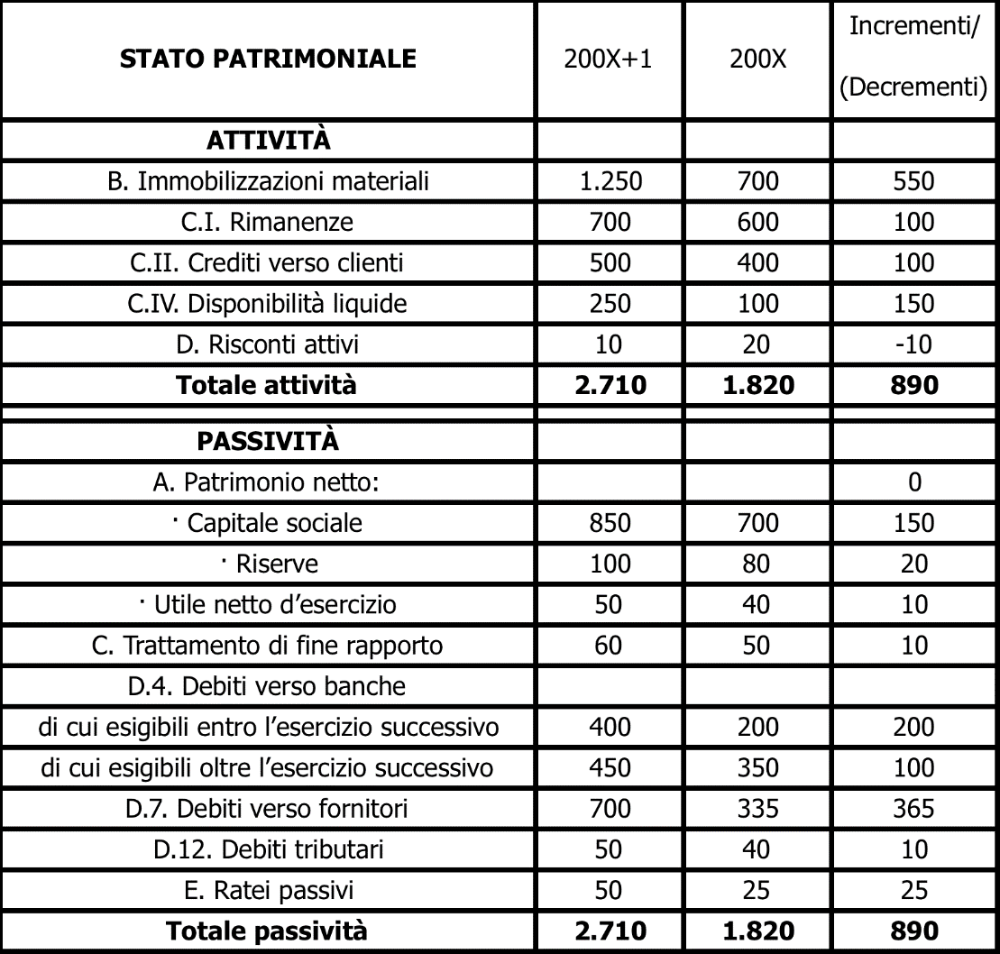 STATO PATRIMONIALE 200X+1 200X Incrementi/
(Decrementi)
ATTIVITÀ
B. Immobilizzazioni materiali 1.250 700 550
C.I. Rimanenze 700 600 100
C.II. Crediti verso clienti 500 400 100
C.IV. Disponibilità liquide 250 100 150
D. Risconti attivi 10 20 -10
Totale attività 2.710 1.820 890
PASSIVITÀ
A. Patrimonio netto: 0
· Capitale sociale 850 700 150
· Riserve 100 80 20
· Utile netto d’esercizio 50 40 10
C. Trattamento di fine rapporto 60 50 10
D.4. Debiti verso banche
di cui esigibili entro l’esercizio successivo 400 200 200
di cui esigibili oltre l’esercizio successivo 450 350 100
D.7. Debiti verso fornitori 700 335 365
D.12. Debiti tributari 50 40 10
E. Ratei passivi 50 25 25
Totale passività 2.710 1.820 890